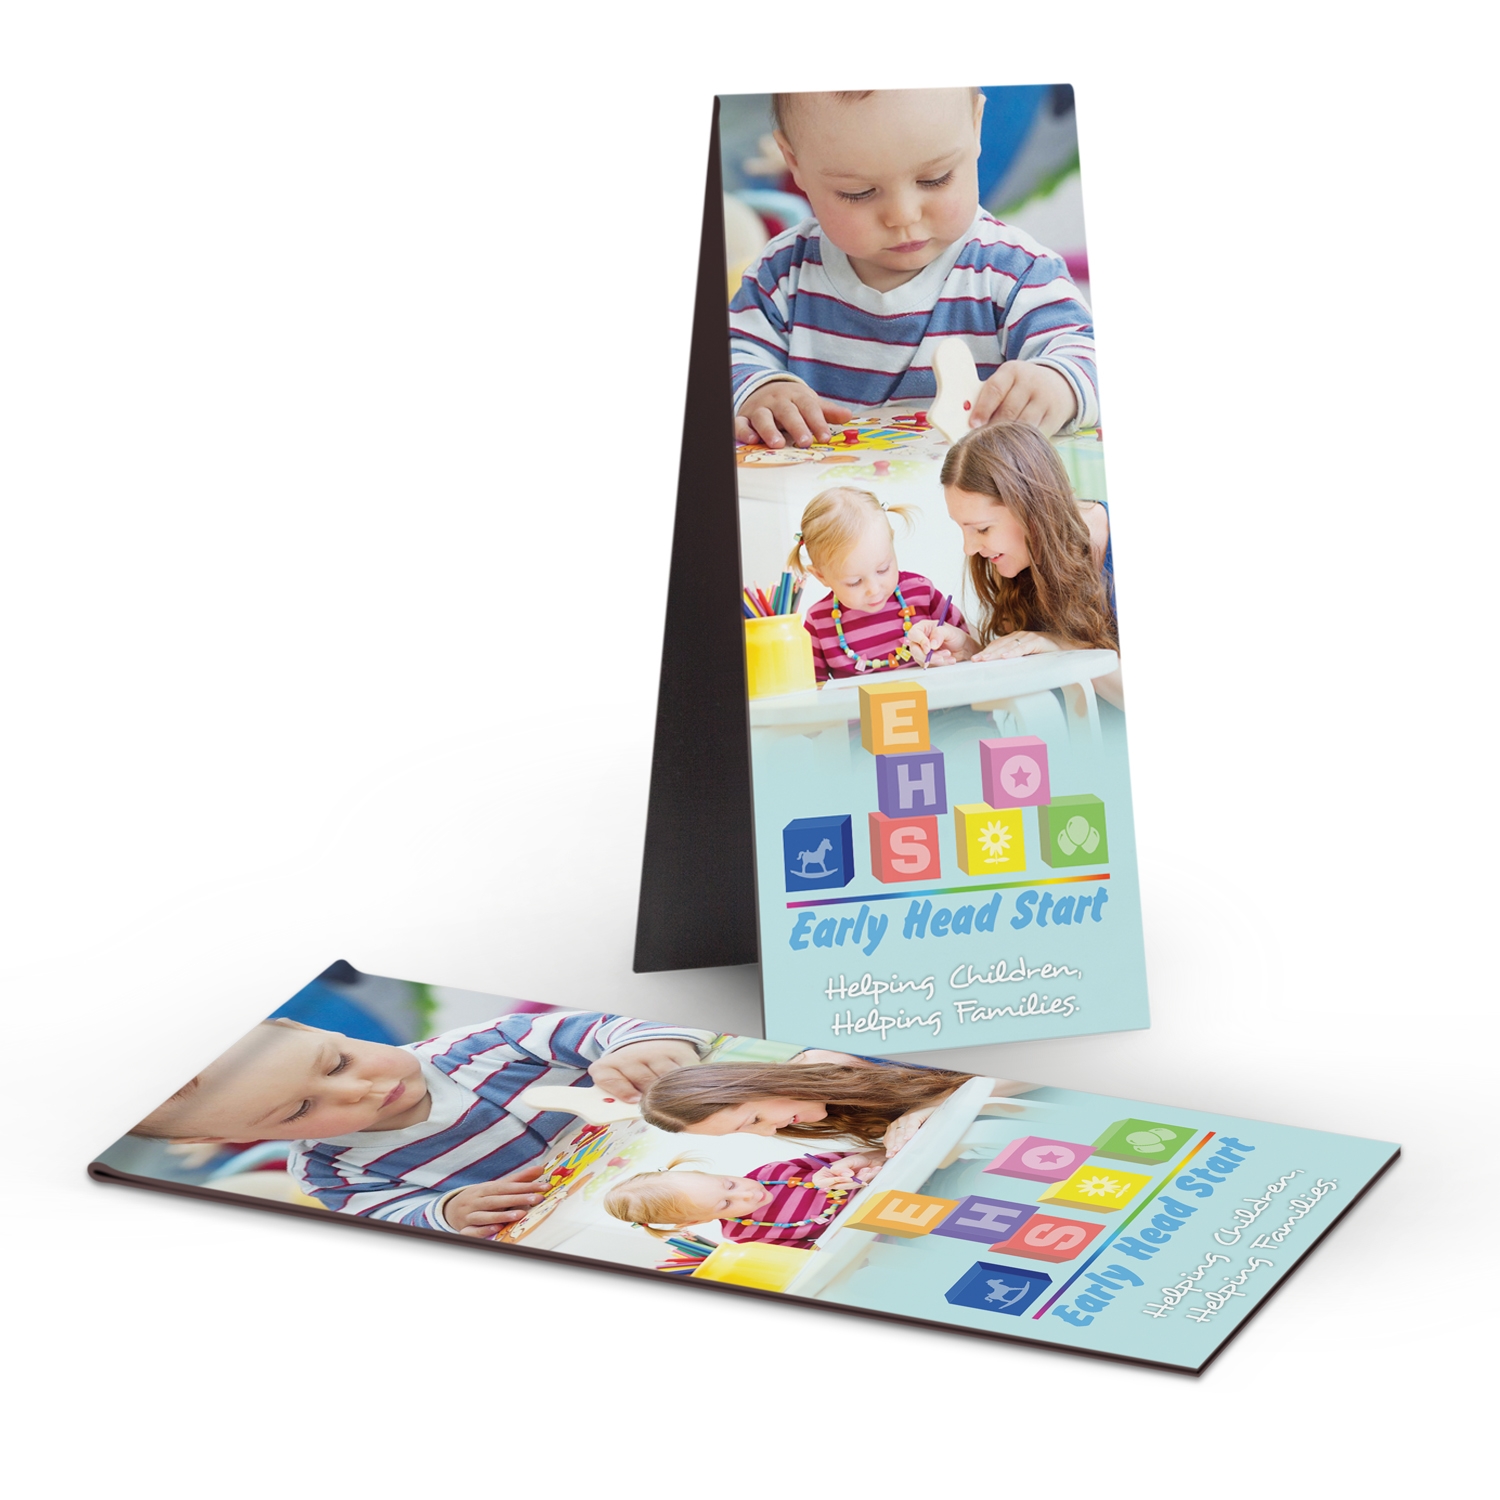 E
H
S
Early Head Start
Helping Children,
Helping Families.
E
H
S
Early Head Start
Helping Children,
Helping Families.